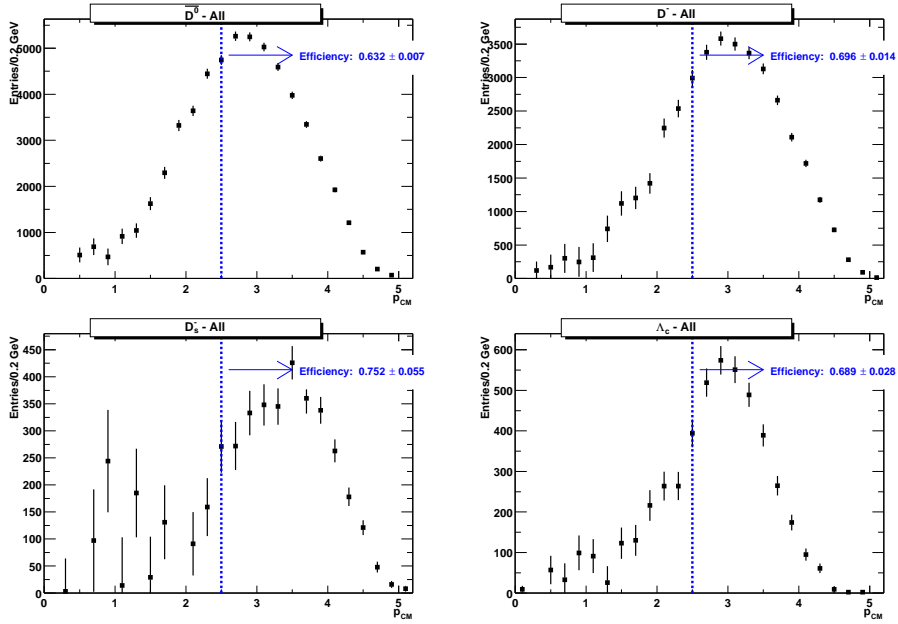 D̅⁰ - All
Entries/0.2 GeV
5000
4000
3000
2000
1000
0
Efficiency: 0.632 ± 0.007
0 1 2 3 4 5
p_CM
D⁻ - All
Entries/0.2 GeV
3500
3000
2500
2000
1500
1000
500
0
Efficiency: 0.696 ± 0.014
0 1 2 3 4 5
p_CM
D_s⁻ - All
Entries/0.2 GeV
450
400
350
300
250
200
150
100
50
0
Efficiency: 0.752 ± 0.055
0 1 2 3 4 5
p_CM
Λ_c - All
Entries/0.2 GeV
600
500
400
300
200
100
0
Efficiency: 0.689 ± 0.028
0 1 2 3 4 5
p_CM